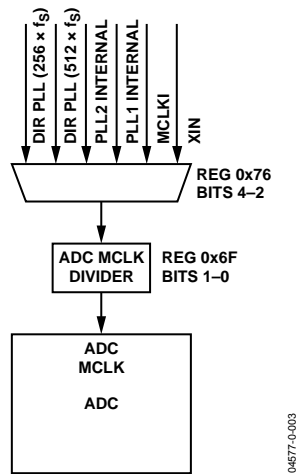 DIR PLL (256 × fS)
DIR PLL (512 × fS)
PLL2 INTERNAL
PLL1 INTERNAL
MCLKI
XIN
REG 0x76
BITS 4–2
ADC MCLK
DIVIDER
REG 0x6F
BITS 1–0
ADC
MCLK
ADC
04577-0-003